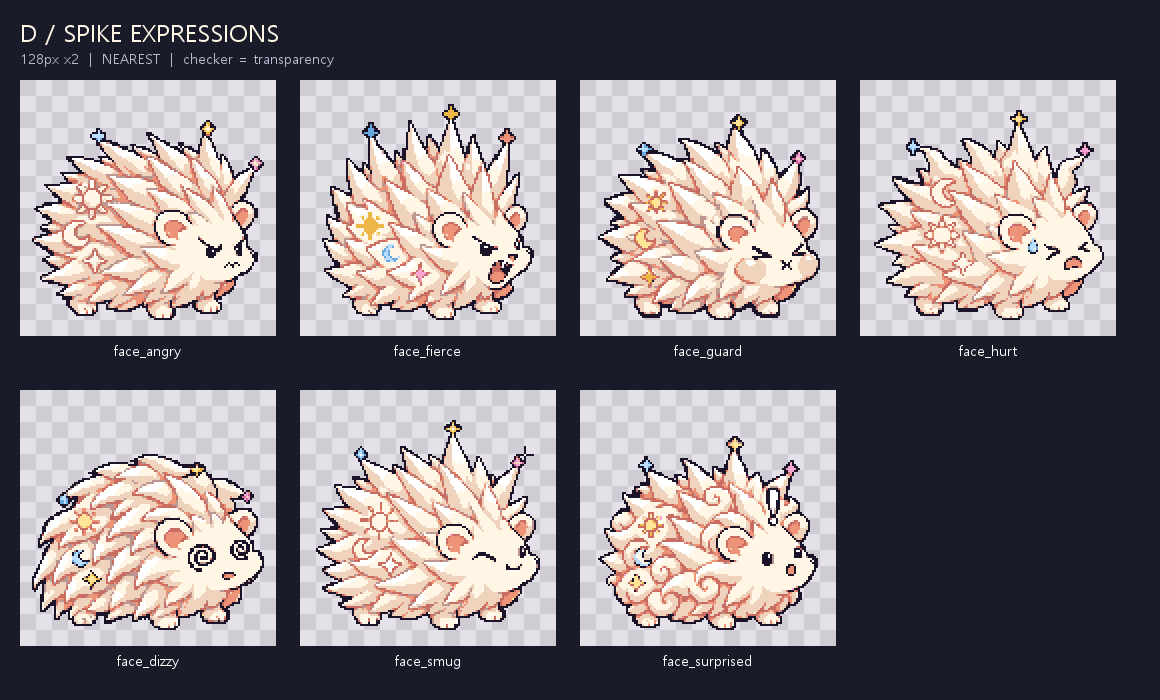 D / SPIKE EXPRESSIONS
128px x2 | NEAREST | checker = transparency
face_angry
face_fierce
face_guard
face_hurt
face_dizzy
face_smug
face_surprised